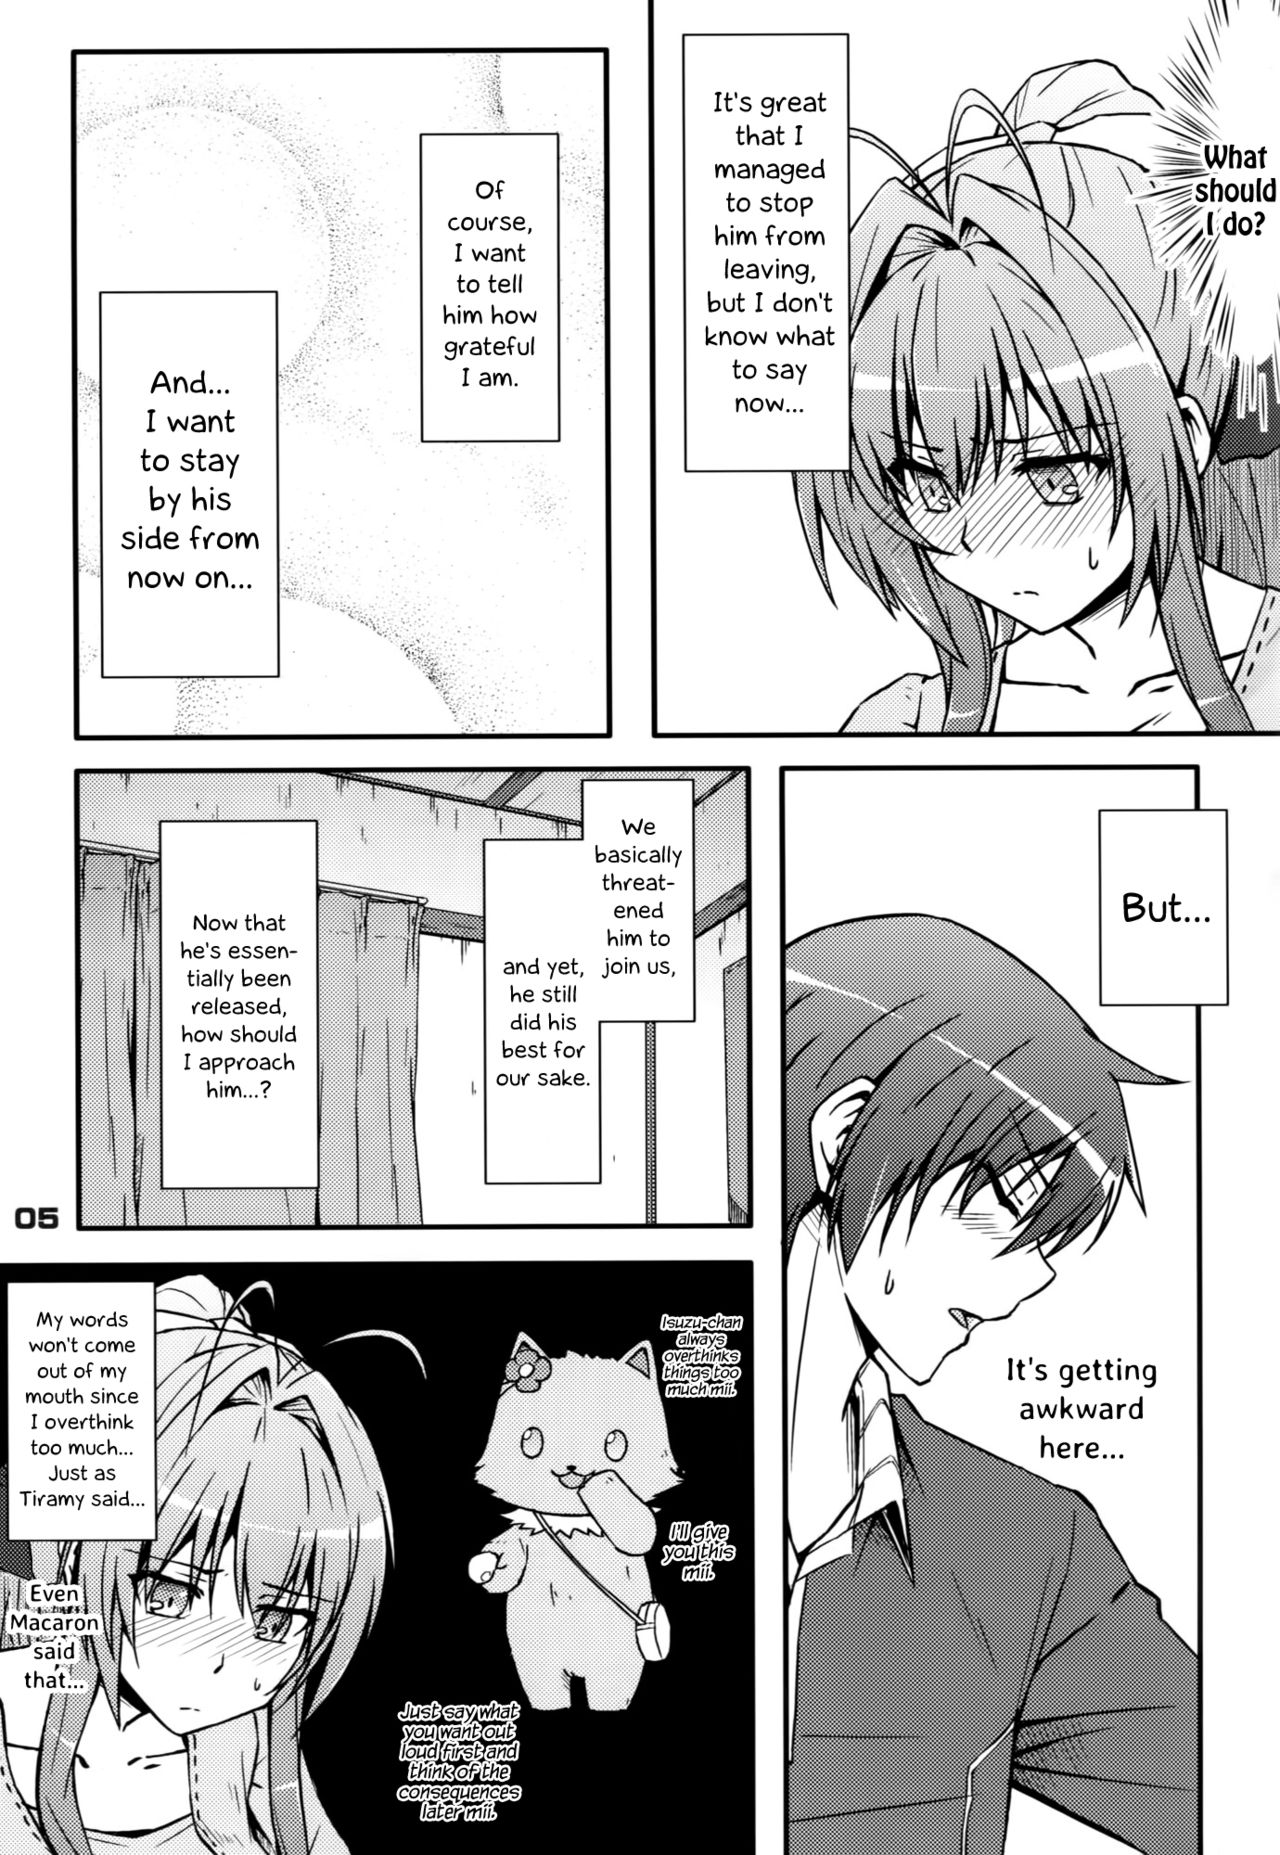 What
should
I do?
It's great
that I
managed
to stop
him from
leaving,
but I don't
know what
to say
now...
Of
course,
I want
to tell
him how
grateful
I am.
And...
I want
to stay
by his
side from
now on...
But...
It's getting
awkward
here...
We
basically
threat-
ened
him to
join us,
and yet,
he still
did his
best for
our sake.
Now that
he's essen-
tially been
released,
how should
I approach
him...?
05
Isuzu-chan
always
overthinks
things too
much mii.
I'll give
you this
mii.
Just say what
you want out
loud first and
think of the
consequences
later mii.
My words
won't come
out of my
mouth since
I overthink
too much...
Just as
Tiramy said...
Even
Macaron
said
that...